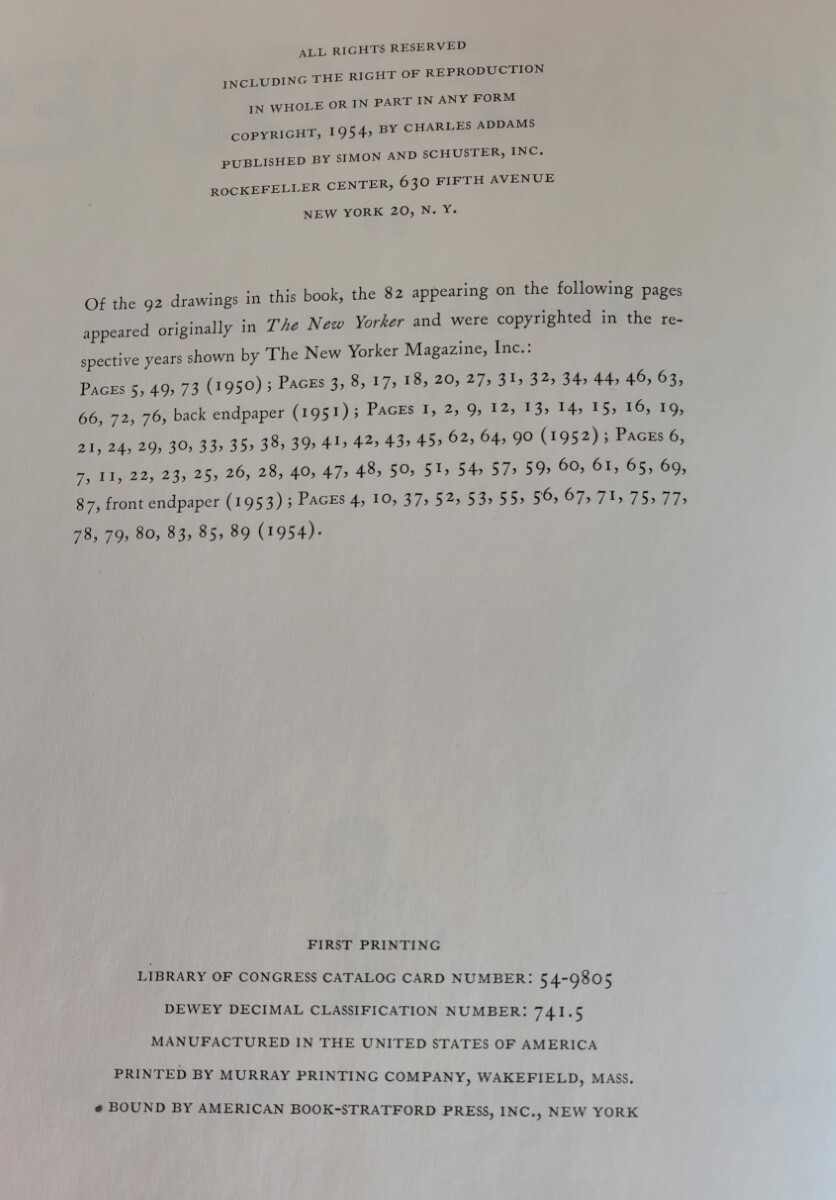 ALL RIGHTS RESERVED
INCLUDING THE RIGHT OF REPRODUCTION
IN WHOLE OR IN PART IN ANY FORM
COPYRIGHT, 1954, BY CHARLES ADDAMS
PUBLISHED BY SIMON AND SCHUSTER, INC.
ROCKEFELLER CENTER, 630 FIFTH AVENUE
NEW YORK 20, N. Y.
Of the 92 drawings in this book, the 82 appearing on the following pages
appeared originally in The New Yorker and were copyrighted in the re-
spective years shown by The New Yorker Magazine, Inc.:
PAGES 5, 49, 73 (1950); PAGES 3, 8, 17, 18, 20, 27, 31, 32, 34, 44, 46, 63,
66, 72, 76, back endpaper (1951); PAGES 1, 2, 9, 12, 13, 14, 15, 16, 19,
21, 24, 29, 30, 33, 35, 38, 39, 41, 42, 43, 45, 62, 64, 90 (1952); PAGES 6,
7, 11, 22, 23, 25, 26, 28, 40, 47, 48, 50, 51, 54, 57, 59, 60, 61, 65, 69,
87, front endpaper (1953); PAGES 4, 10, 37, 52, 53, 55, 56, 67, 71, 75, 77,
78, 79, 80, 83, 85, 89 (1954).
FIRST PRINTING
LIBRARY OF CONGRESS CATALOG CARD NUMBER: 54-9805
DEWEY DECIMAL CLASSIFICATION NUMBER: 741.5
MANUFACTURED IN THE UNITED STATES OF AMERICA
PRINTED BY MURRAY PRINTING COMPANY, WAKEFIELD, MASS.
BOUND BY AMERICAN BOOK-STRATFORD PRESS, INC., NEW YORK